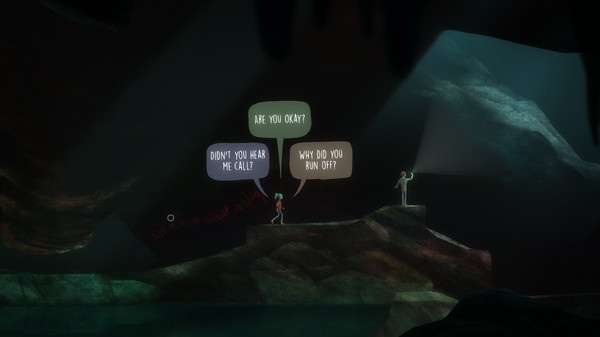 ARE YOU OKAY?
DIDN'T YOU HEAR
ME CALL?
WHY DID YOU
RUN OFF?